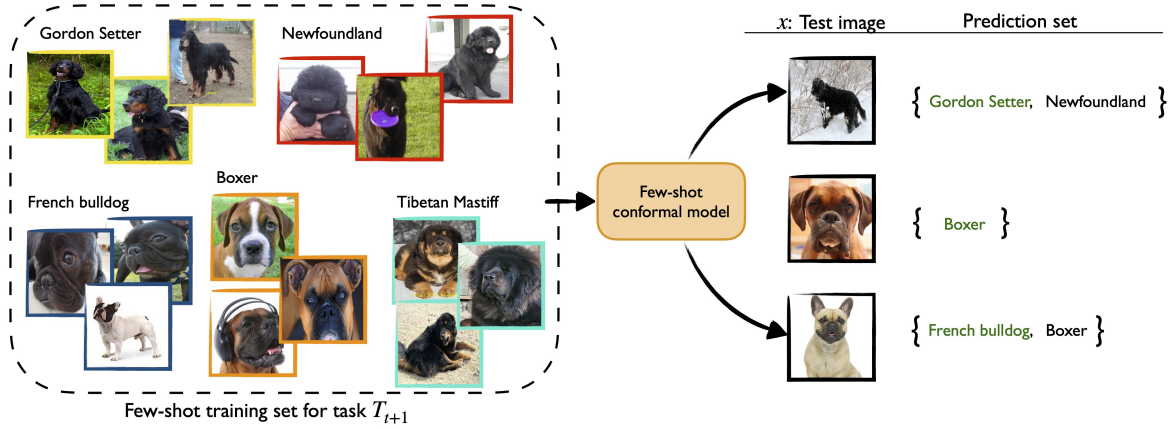 Gordon Setter
Newfoundland
French bulldog
Boxer
Tibetan Mastiff
Few-shot training set for task T_{t+1}
Few-shot
conformal model
x: Test image
Prediction set
{ Gordon Setter, Newfoundland }
{ Boxer }
{ French bulldog, Boxer }